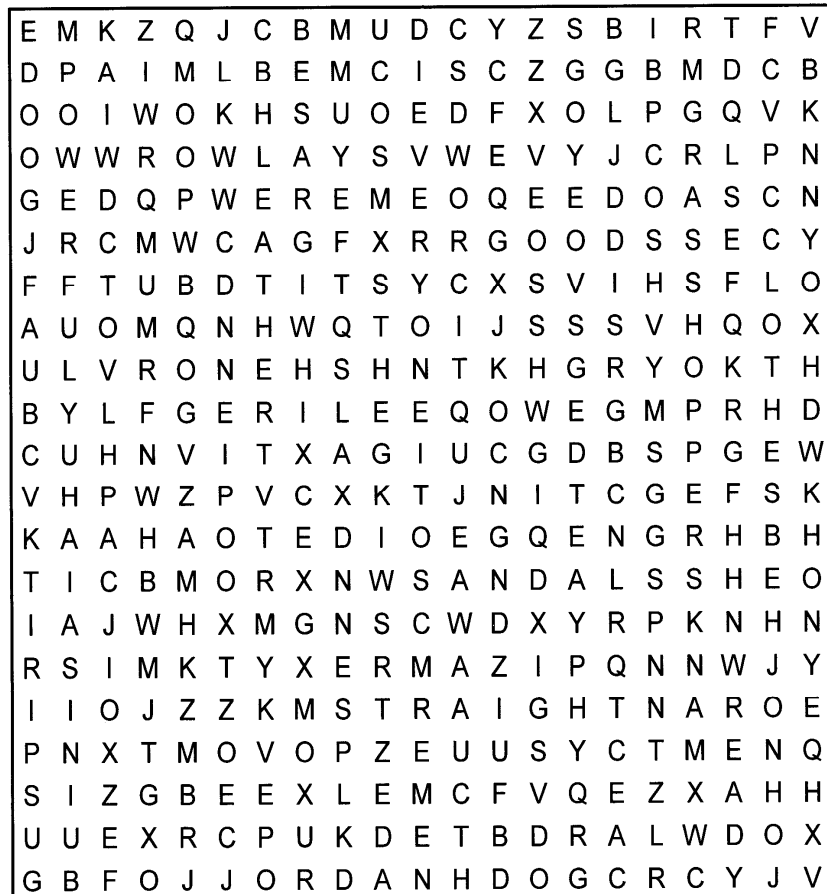 E M K Z Q J C B M U D C Y Z S B I R T F V
D P A I M L B E M C I S C Z G G B M D C B
O O I W O K H S U O E D F X O L P G Q V K
O W W R O W L A Y S V W E V Y J C R L P N
G E D Q P W E R E M E O Q E E D O A S C N
J R C M W C A G F X R R G O O D S S E C Y
F F T U B D T I T S Y C X S V I H S F L O
A U O M Q N H W Q T O I J S S S V H Q O X
U L V R O N E H S H N T K H G R Y O K T H
B Y L F G E R I L E E Q O W E G M P R H D
C U H N V I T X A G I U C G D B S P G E W
V H P W Z P V C X K T J N I T C G E F S K
K A A H A O T E D I O E G Q E N G R H B H
T I C B M O R X N W S A N D A L S S H E O
I A J W H X M G N S C W D X Y R P K N H N
R S I M K T Y X E R M A Z I P Q N N W J Y
I I O J Z Z K M S T R A I G H T N A R O E
P N X T M O V O P Z E U U S Y C T M E N Q
S I Z G B E E X L E M C F V Q E Z X A H H
U U E X R C P U K D E T B D R A L W D O X
G B F O J J O R D A N H D O G C R C Y J V